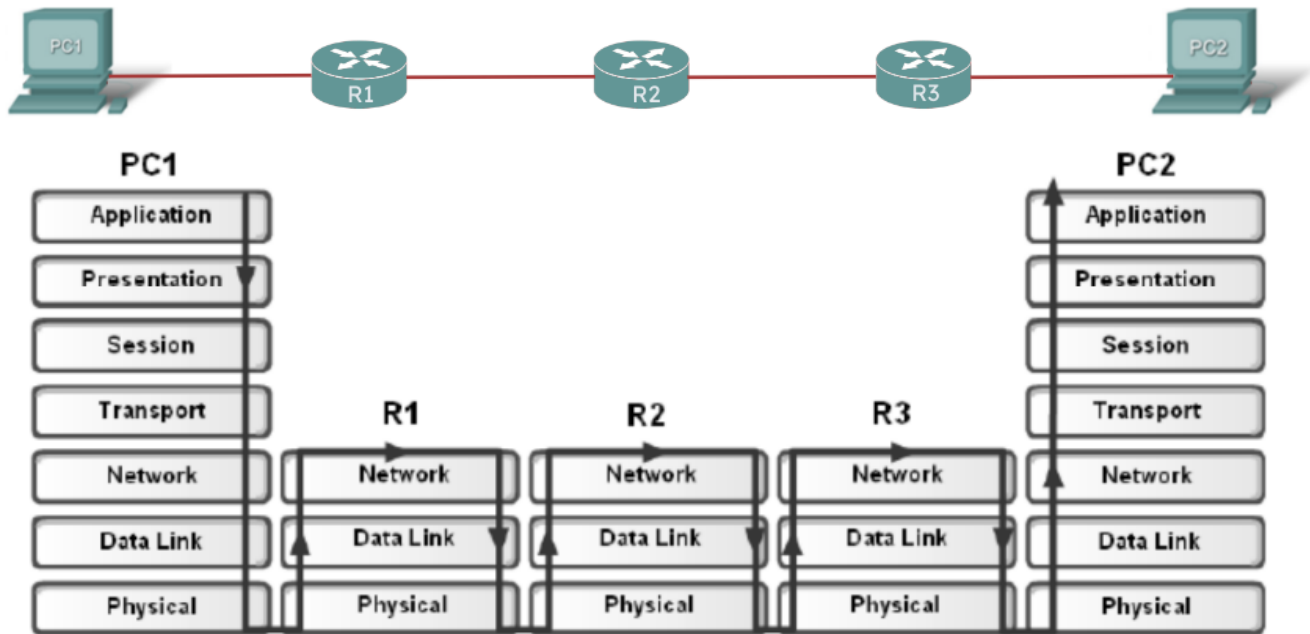 PC1
R1
R2
R3
PC2
PC1
Application
Presentation
Session
Transport
Network
Data Link
Physical
R1
Network
Data Link
Physical
R2
Network
Data Link
Physical
R3
Network
Data Link
Physical
PC2
Application
Presentation
Session
Transport
Network
Data Link
Physical